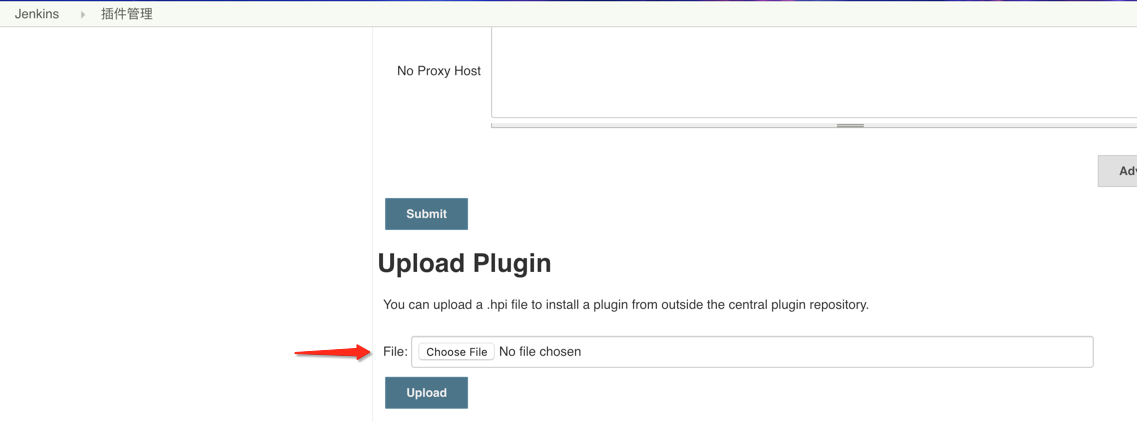 Jenkins 插件管理
No Proxy Host
Submit
Upload Plugin
You can upload a .hpi file to install a plugin from outside the central plugin repository.
File: Choose File No file chosen
Upload